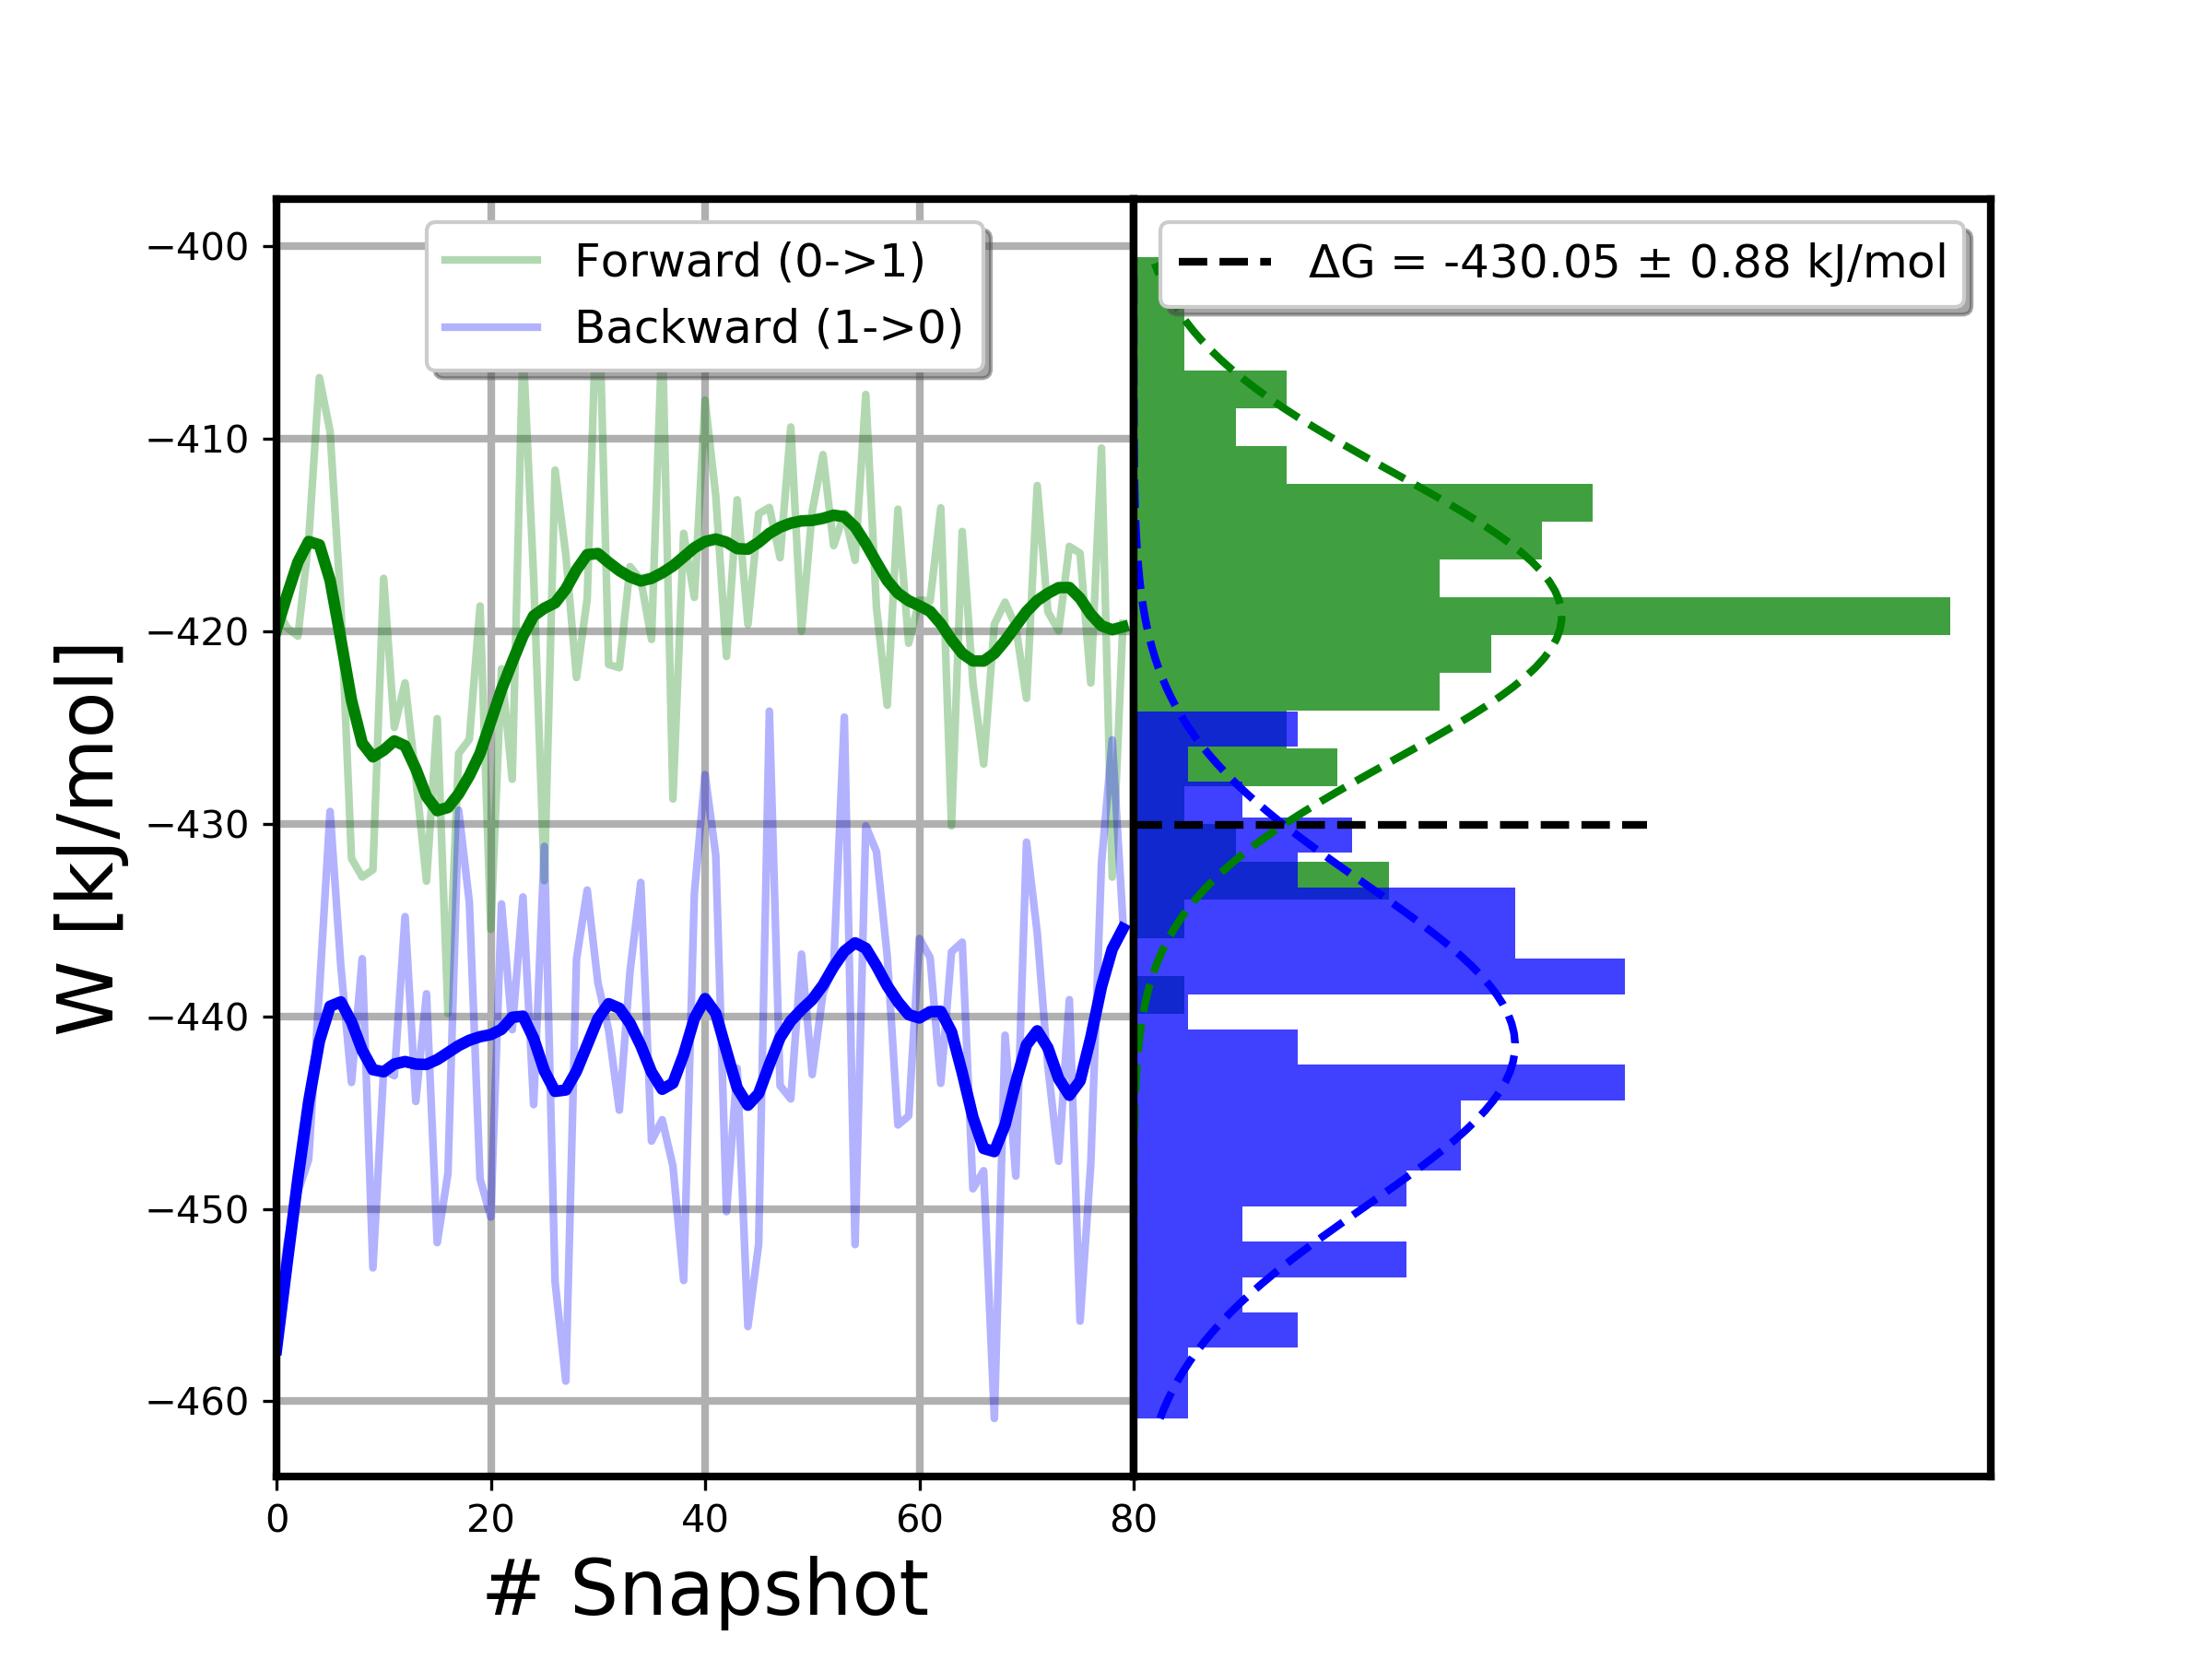 Forward (0->1)
Backward (1->0)
ΔG = -430.05 ± 0.88 kJ/mol
W [kJ/mol]
−400
−410
−420
−430
−440
−450
−460
0 20 40 60 80
# Snapshot